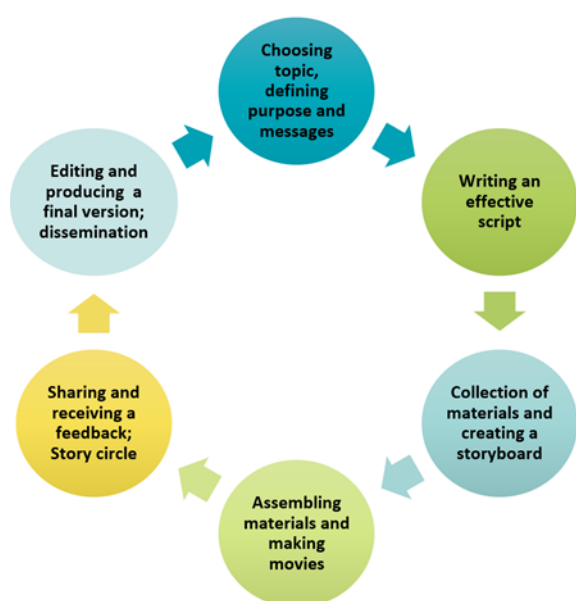 Choosing
topic,
defining
purpose and
messages
Writing an
effective
script
Collection of
materials and
creating a
storyboard
Assembling
materials and
making
movies
Sharing and
receiving a
feedback;
Story circle
Editing and
producing a
final version;
dissemination